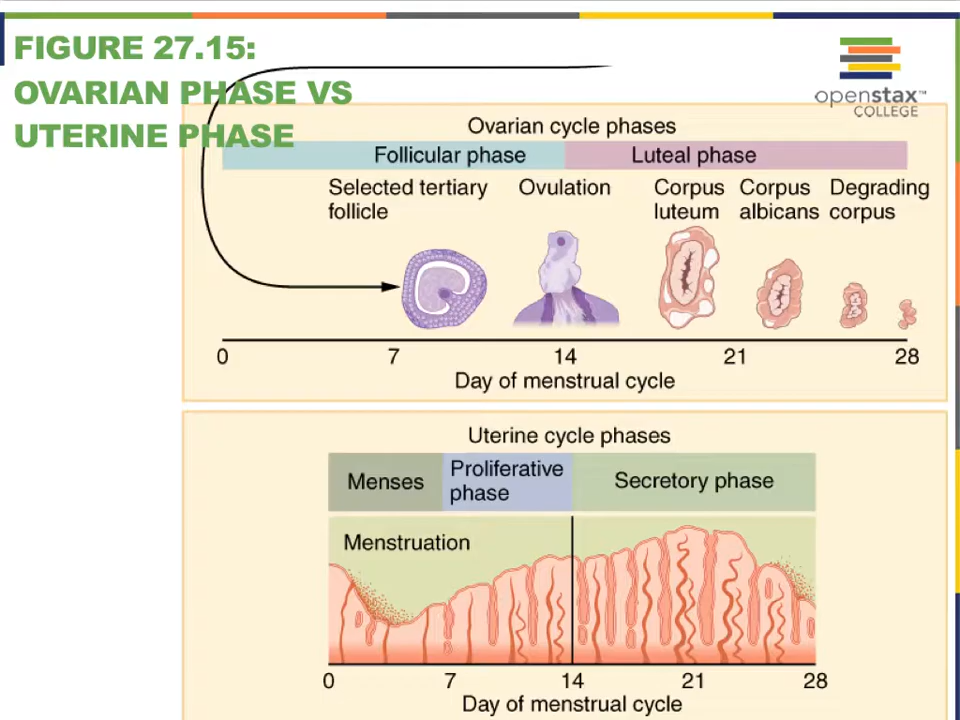 FIGURE 27.15:
OVARIAN PHASE VS
UTERINE PHASE
openstax™
COLLEGE
Ovarian cycle phases
Follicular phase
Luteal phase
Selected tertiary
follicle
Ovulation
Corpus
luteum
Corpus
albicans
Degrading
corpus
0 7 14 21 28
Day of menstrual cycle
Uterine cycle phases
Menses
Proliferative
phase
Secretory phase
Menstruation
0 7 14 21 28
Day of menstrual cycle